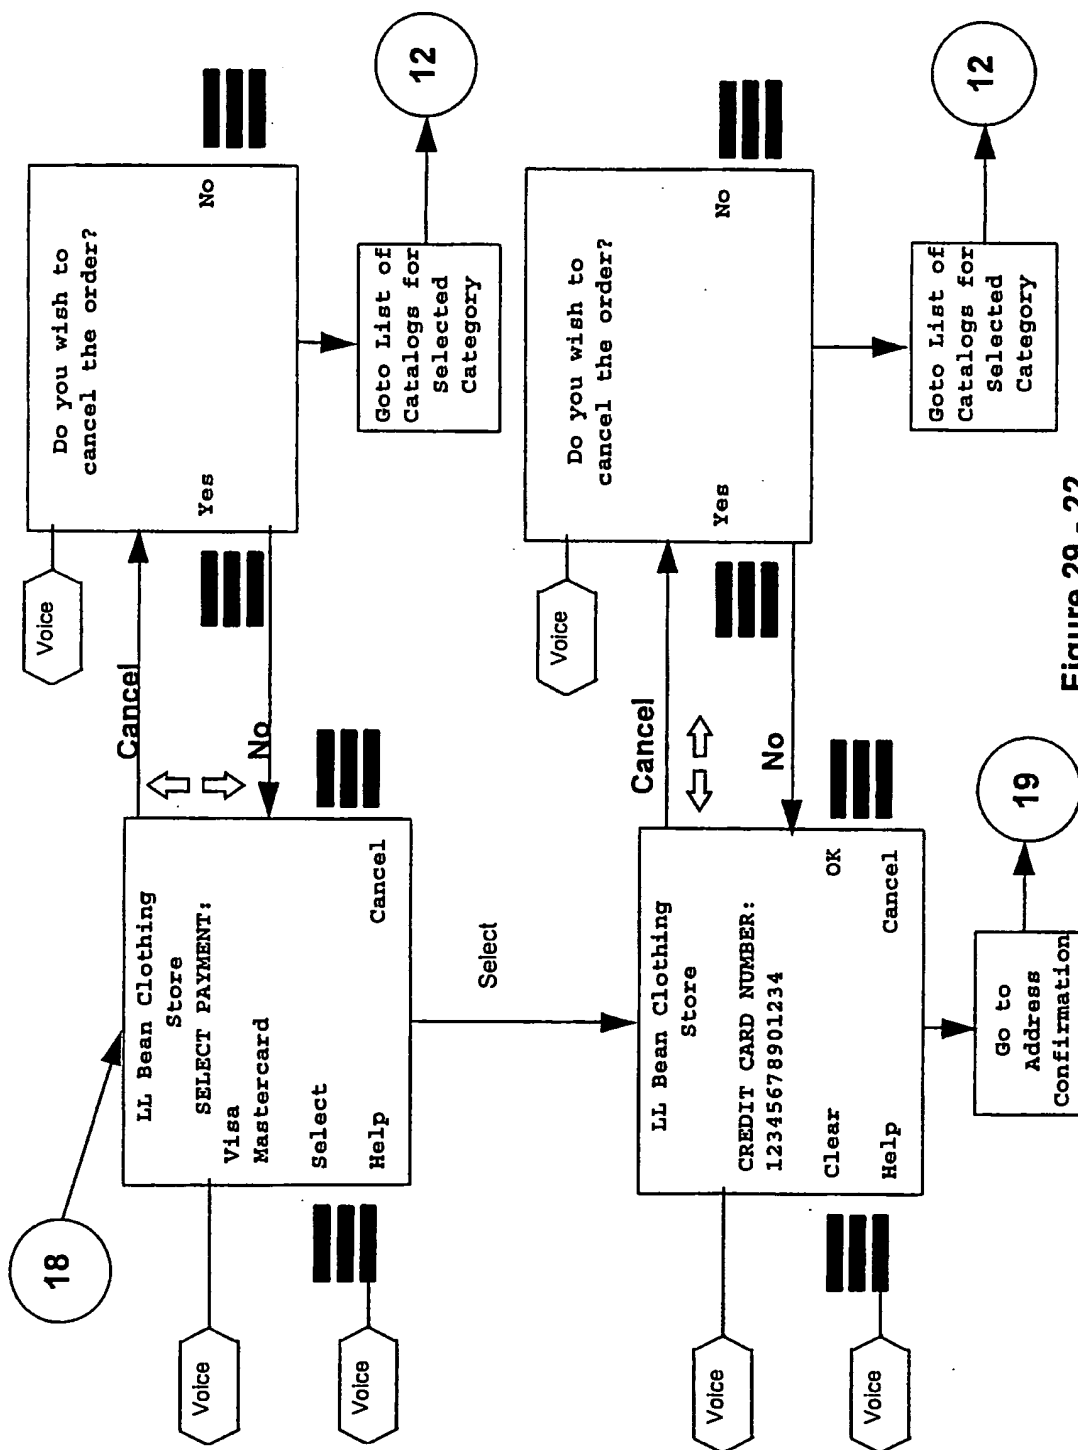 18
LL Bean Clothing
Store
SELECT PAYMENT:
Visa
Mastercard
Select
Help Cancel
Voice
Voice
Cancel
No
Voice
Do you wish to
cancel the order?
Yes No
Goto List of
Catalogs for
Selected
Category
12
Select
LL Bean Clothing
Store
CREDIT CARD NUMBER:
12345678901234
Clear OK
Help Cancel
Voice
Voice
Cancel
No
Voice
Do you wish to
cancel the order?
Yes No
Goto List of
Catalogs for
Selected
Category
12
Go to
Address
Confirmation
19
Figure 29 - 22